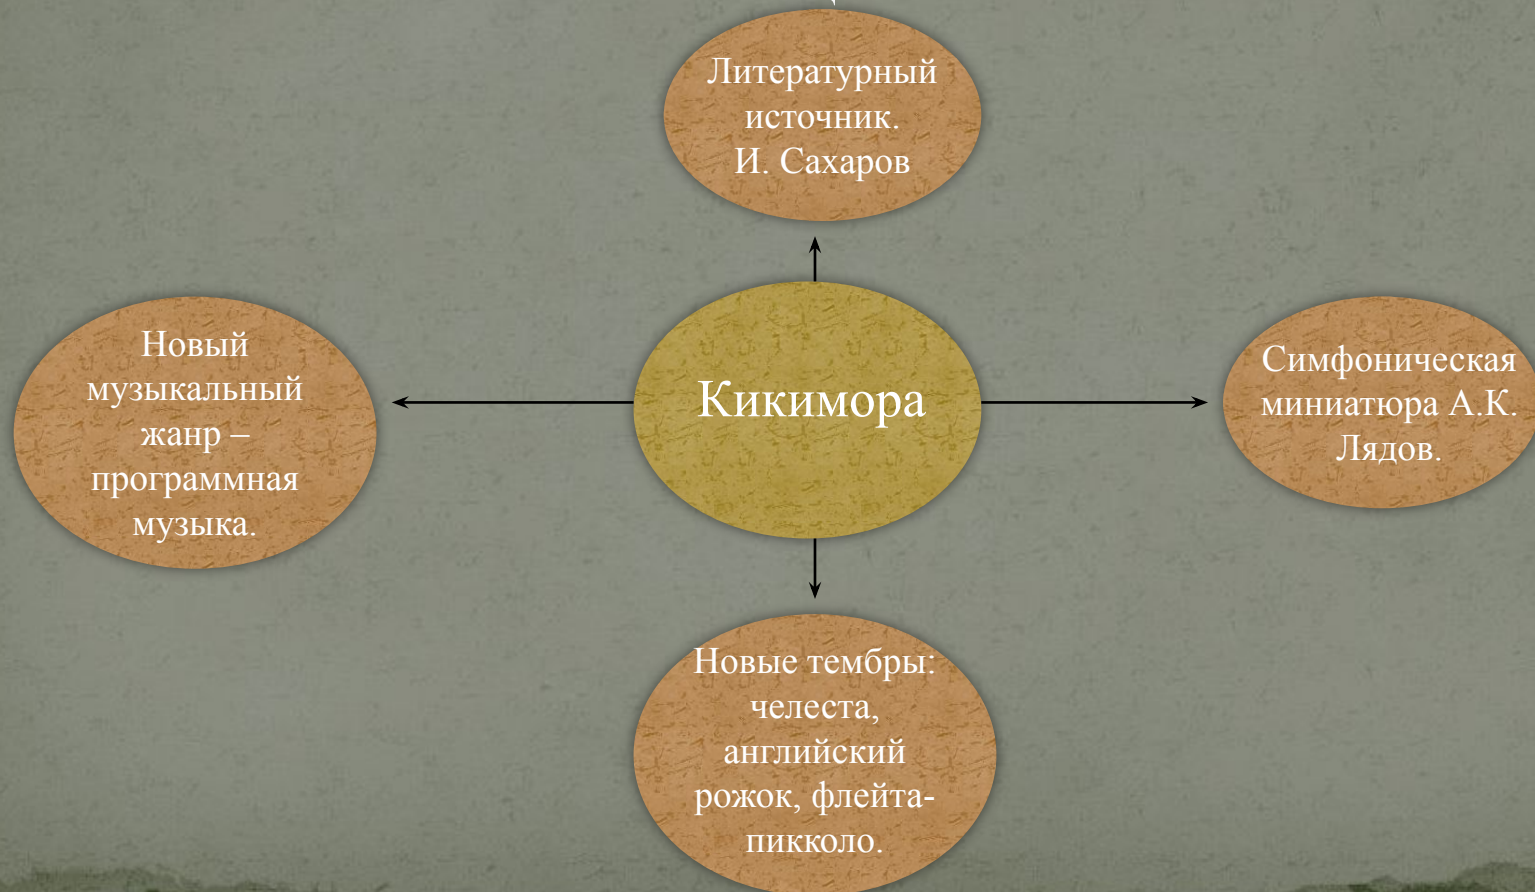 Литературный
источник.
И. Сахаров
Новый
музыкальный
жанр –
программная
музыка.
Кикимора
Симфоническая
миниатюра А.К.
Лядов.
Новые тембры:
челеста,
английский
рожок, флейта-
пикколо.